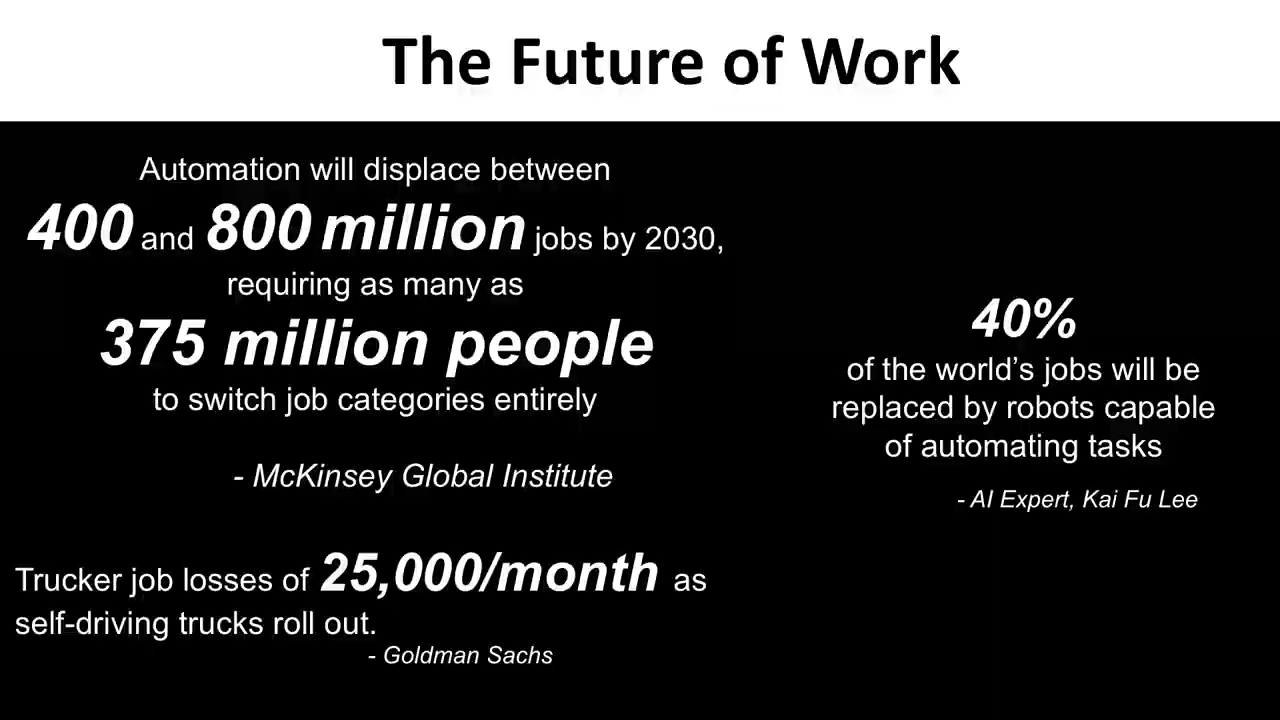 The Future of Work
Automation will displace between
400 and 800 million jobs by 2030,
requiring as many as
375 million people
to switch job categories entirely
- McKinsey Global Institute
Trucker job losses of 25,000/month as
self-driving trucks roll out.
- Goldman Sachs
40%
of the world’s jobs will be
replaced by robots capable
of automating tasks
- AI Expert, Kai Fu Lee